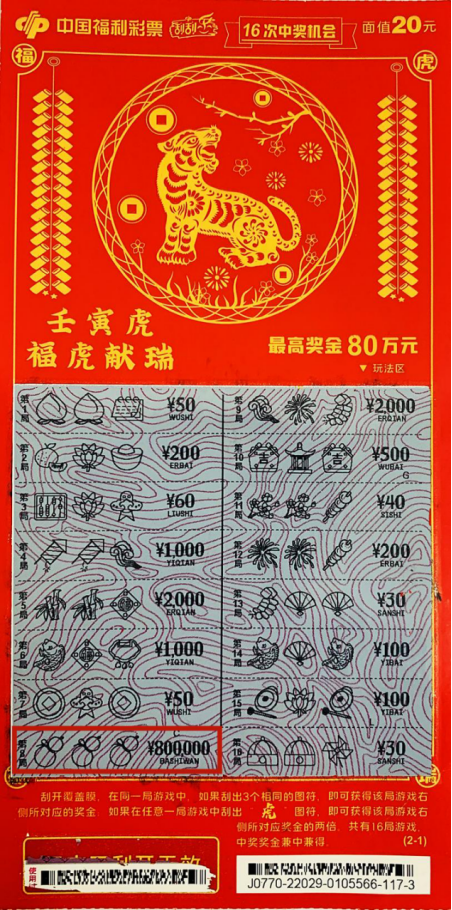 中国福利彩票 刮刮乐 16次中奖机会 面值20元
福 虎
壬寅虎
福虎献瑞
最高奖金80万元
▼ 玩法区
第1局 ¥50 WUSHI
第2局 ¥200 ERBAI
第3局 ¥60 LIUSHI
第4局 ¥1,000 YIQIAN
第5局 ¥2,000 ERQIAN
第6局 ¥1,000 YIQIAN
第7局 ¥50 WUSHI
第8局 ¥800,000 BASHIWAN
第9局 ¥2,000 ERQIAN
第10局 吉 吉 ¥500 WUBAI
G
第11局 ¥40 SISHI
第12局 ¥200 ERBAI
第13局 ¥30 SANSHI
第14局 ¥100 YIBAI
第15局 ¥100 YIBAI
第16局 ¥30 SANSHI
刮开覆盖膜，在同一局游戏中，如果刮出3个相同的图符，即可获得该局游戏右
侧所对应的奖金，如果在任意一局游戏中刮出 虎 图符，即可获得该局游戏右
侧所对应奖金的两倍，共有16局游戏，
中奖奖金兼中兼得。 (2-1)
J0770-22029-0105566-117-3